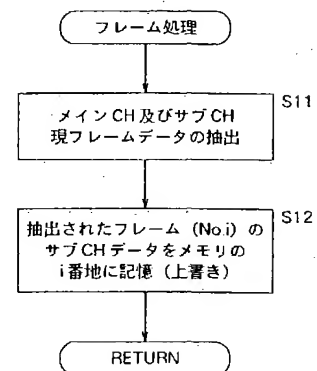 フレーム処理
S11
メインCH及びサブCH
現フレームデータの抽出
S12
抽出されたフレーム（No.i）の
サブCHデータをメモリの
i番地に記憶（上書き）
RETURN